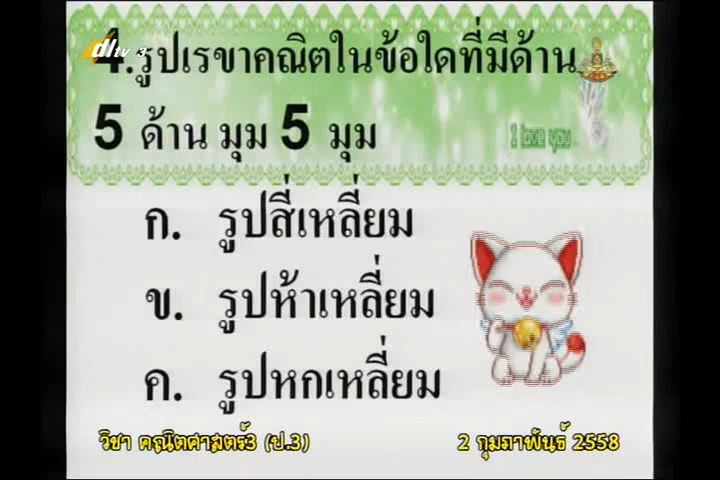 dltv 3
4.รูปเรขาคณิตในข้อใดที่มีด้าน
5 ด้าน มุม 5 มุม
I love you
ก. รูปสี่เหลี่ยม
ข. รูปห้าเหลี่ยม
ค. รูปหกเหลี่ยม
วิชา คณิตศาสตร์3 (ป.3)
2 กุมภาพันธ์ 2558